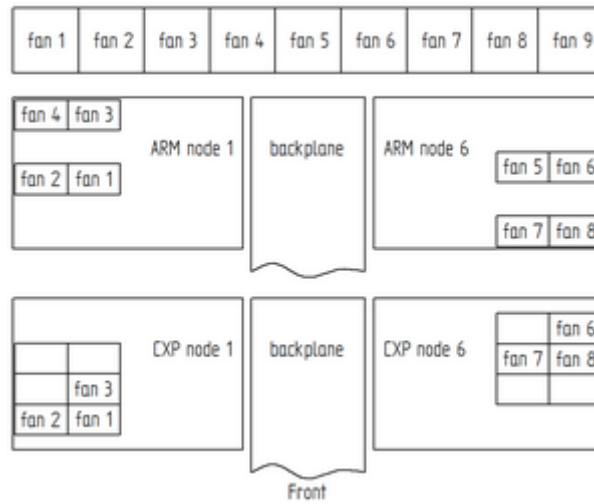 fan 1 fan 2 fan 3 fan 4 fan 5 fan 6 fan 7 fan 8 fan 9
fan 4 fan 3
ARM node 1 backplane ARM node 6
fan 5 fan 6
fan 2 fan 1
fan 7 fan 8
fan 6
CXP node 1 backplane CXP node 6
fan 7 fan 8
fan 3
fan 2 fan 1
Front